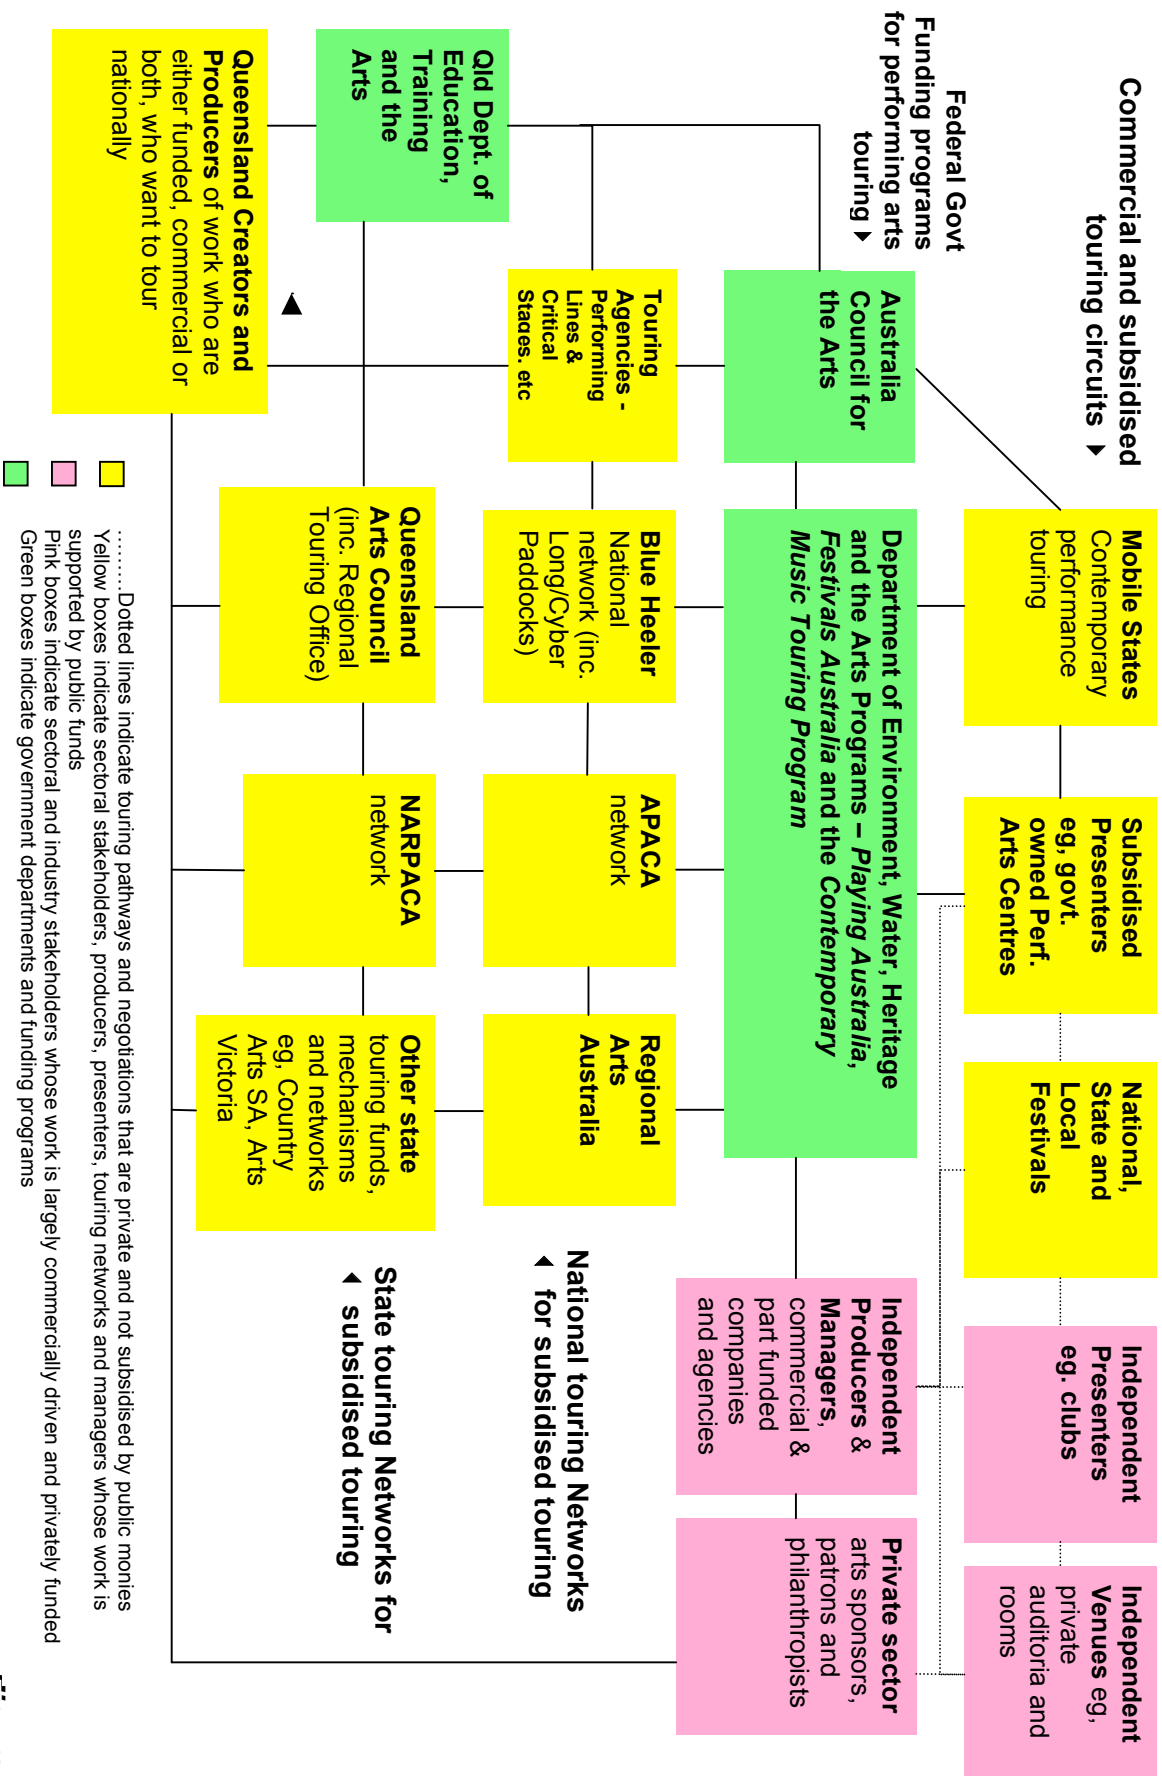 Commercial and subsidised
touring circuits
Mobile States
Contemporary
performance
touring
Subsidised
Presenters
eg, govt.
owned Perf.
Arts Centres
National,
State and
Local
Festivals
Independent
Presenters
eg. clubs
Independent
Venues eg,
private
auditoria and
rooms
Federal Govt
Funding programs
for performing arts
touring
Australia
Council for
the Arts
Department of Environment, Water, Heritage
and the Arts Programs – Playing Australia,
Festivals Australia and the Contemporary
Music Touring Program
Independent
Producers &
Managers,
commercial &
part funded
companies
and agencies
Private sector
arts sponsors,
patrons and
philanthropists
Touring
Agencies -
Performing
Lines &
Critical
Stages. etc
Blue Heeler
National
network (inc.
Long/Cyber
Paddocks)
APACA
network
Regional
Arts
Australia
National touring Networks
for subsidised touring
Qld Dept. of
Education,
Training
and the
Arts
Queensland
Arts Council
(inc. Regional
Touring Office)
NARPACA
network
Other state
touring funds,
mechanisms
and networks
eg, Country
Arts SA, Arts
Victoria
State touring Networks for
subsidised touring
Queensland Creators and
Producers of work who are
either funded, commercial or
both, who want to tour
nationally
..........Dotted lines indicate touring pathways and negotiations that are private and not subsidised by public monies
Yellow boxes indicate sectoral stakeholders, producers, presenters, touring networks and managers whose work is
supported by public funds
Pink boxes indicate sectoral and industry stakeholders whose work is largely commercially driven and privately funded
Green boxes indicate government departments and funding programs